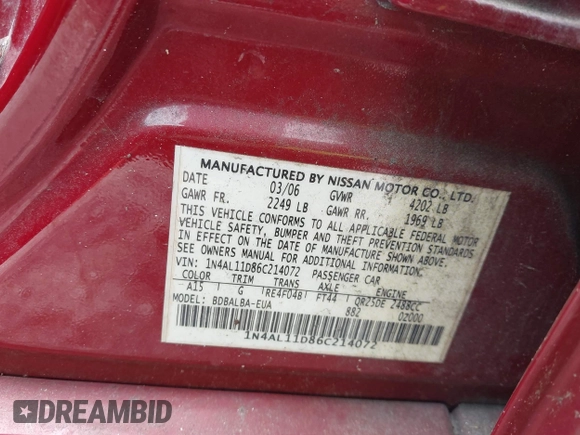 MANUFACTURED BY NISSAN MOTOR CO., LTD.
DATE 03/06 GVWR 4202 LB
GAWR FR. 2249 LB GAWR RR. 1969 LB
THIS VEHICLE CONFORMS TO ALL APPLICABLE FEDERAL MOTOR
VEHICLE SAFETY, BUMPER AND THEFT PREVENTION STANDARDS
IN EFFECT ON THE DATE OF MANUFACTURE SHOWN ABOVE.
SEE OWNERS MANUAL FOR ADDITIONAL INFORMATION
VIN: 1N4AL11D86C214072 PASSENGER CAR
COLOR TRIM TRANS AXLE ENGINE
A15 G RE4F04B FT44 QR25DE 2488CC
MODEL: BDBALBA-EUA 882 02000
1N4AL11D86C214072
DREAMBID